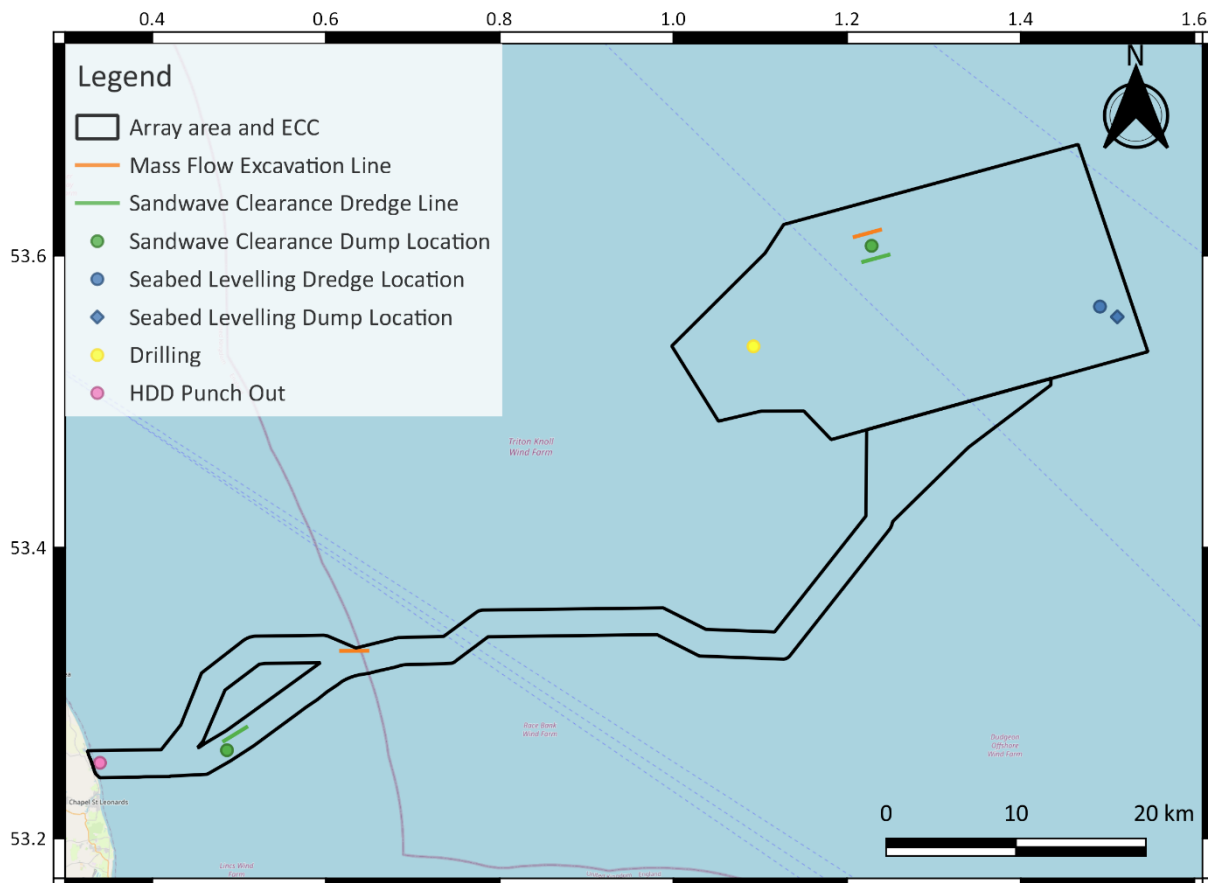 0.4 0.6 0.8 1.0 1.2 1.4 1.6
N
Legend
Array area and ECC
Mass Flow Excavation Line
Sandwave Clearance Dredge Line
Sandwave Clearance Dump Location
Seabed Levelling Dredge Location
Seabed Levelling Dump Location
Drilling
HDD Punch Out
53.6
Triton Knoll
Wind Farm
53.4
Race Bank
Wind Farm
Dudgeon
Offshore
Wind Farm
Chapel St Leonards
0 10 20 km
53.2
Wind
Farm